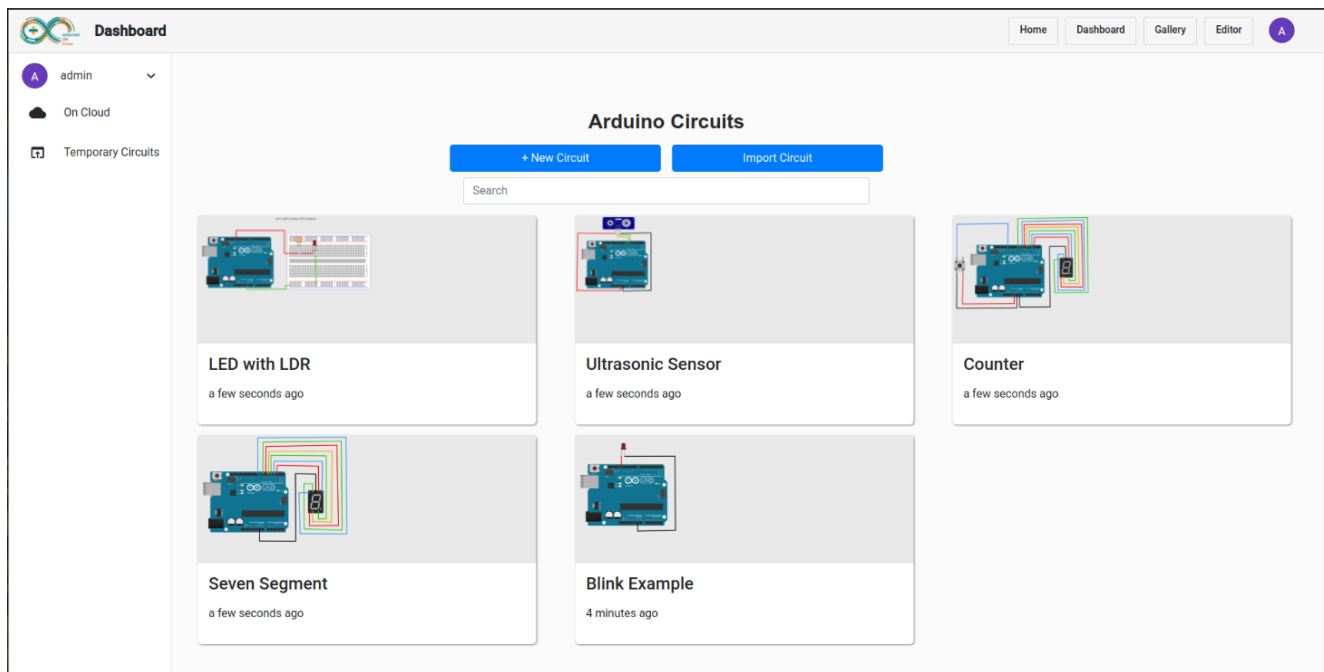 Dashboard
Home
Dashboard
Gallery
Editor
A
A
admin
On Cloud
Temporary Circuits
Arduino Circuits
+ New Circuit
Import Circuit
Search
LED with LDR
a few seconds ago
Ultrasonic Sensor
a few seconds ago
Counter
a few seconds ago
Seven Segment
a few seconds ago
Blink Example
4 minutes ago